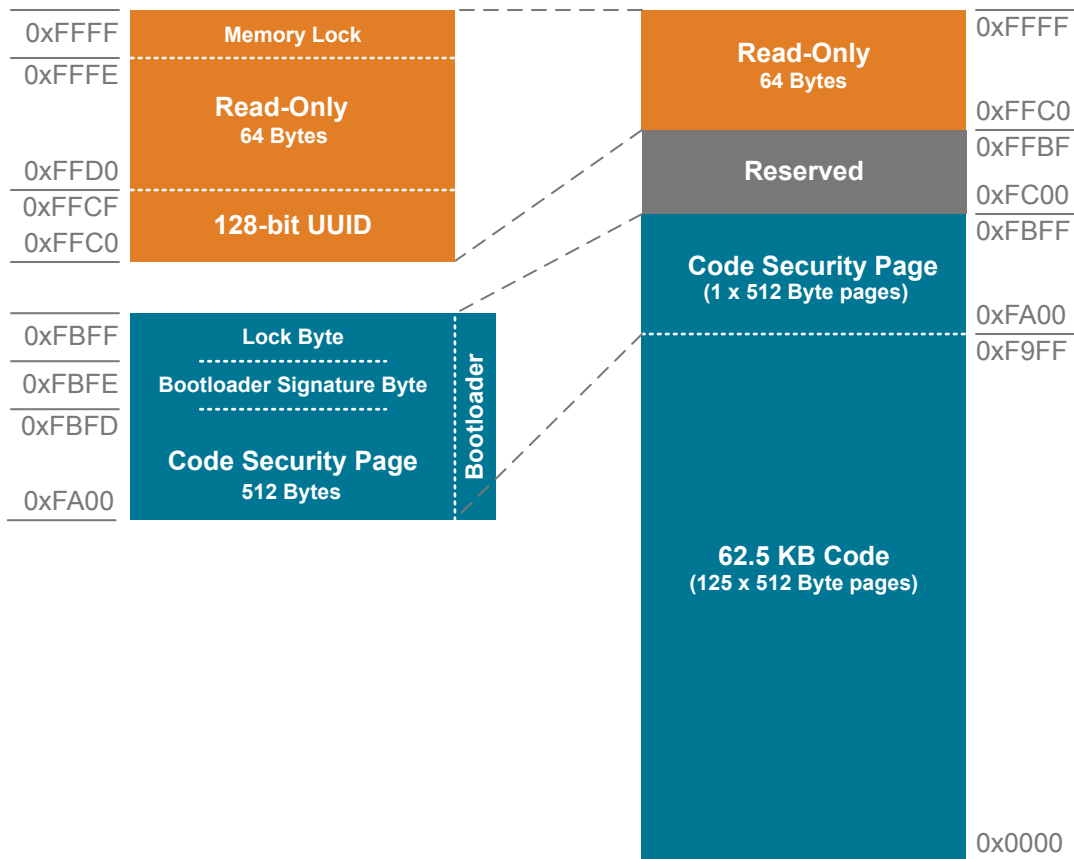 0xFFFF
Memory Lock
0xFFFE
Read-Only
64 Bytes
0xFFD0
0xFFCF
128-bit UUID
0xFFC0
0xFBFF
Lock Byte
0xFBFE
Bootloader Signature Byte
0xFBFD
Code Security Page
512 Bytes
0xFA00
Bootloader
0xFFFF
Read-Only
64 Bytes
0xFFC0
0xFFBF
Reserved
0xFC00
0xFBFF
Code Security Page
(1 x 512 Byte pages)
0xFA00
0xF9FF
62.5 KB Code
(125 x 512 Byte pages)
0x0000